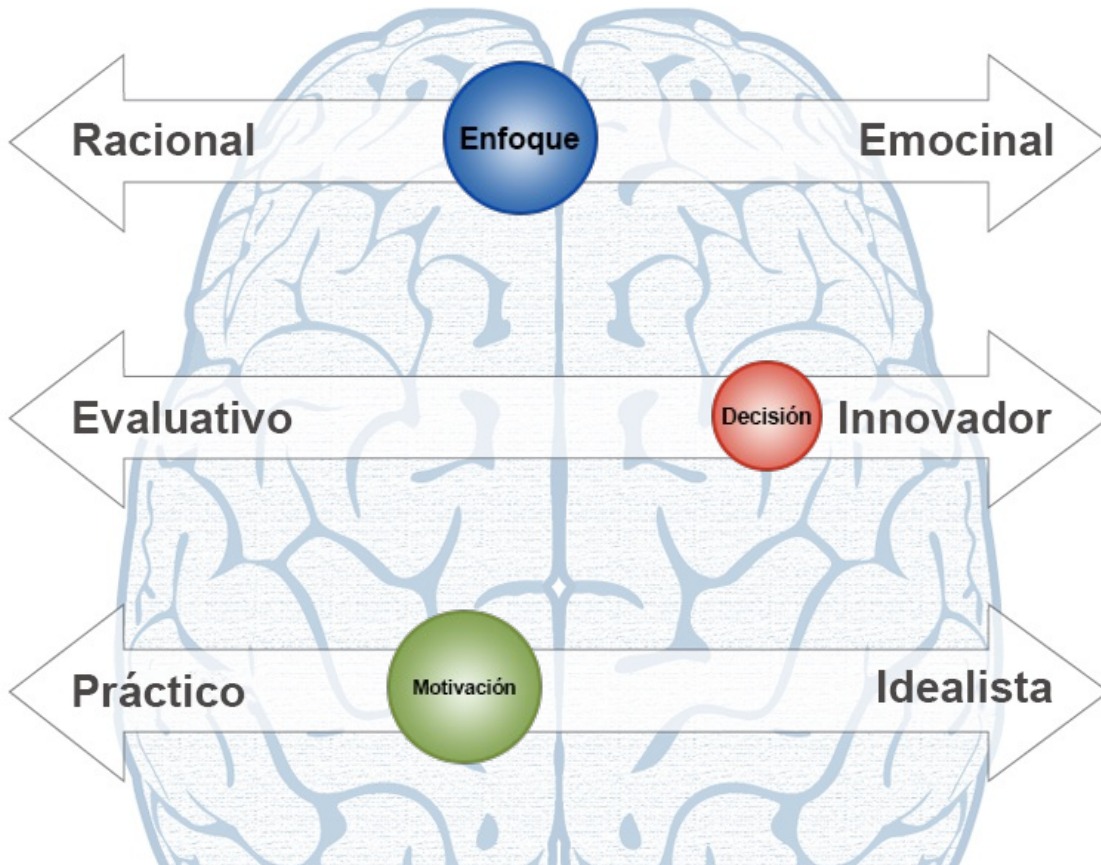 Racional Enfoque Emocinal
Evaluativo Decisión Innovador
Práctico Motivación Idealista